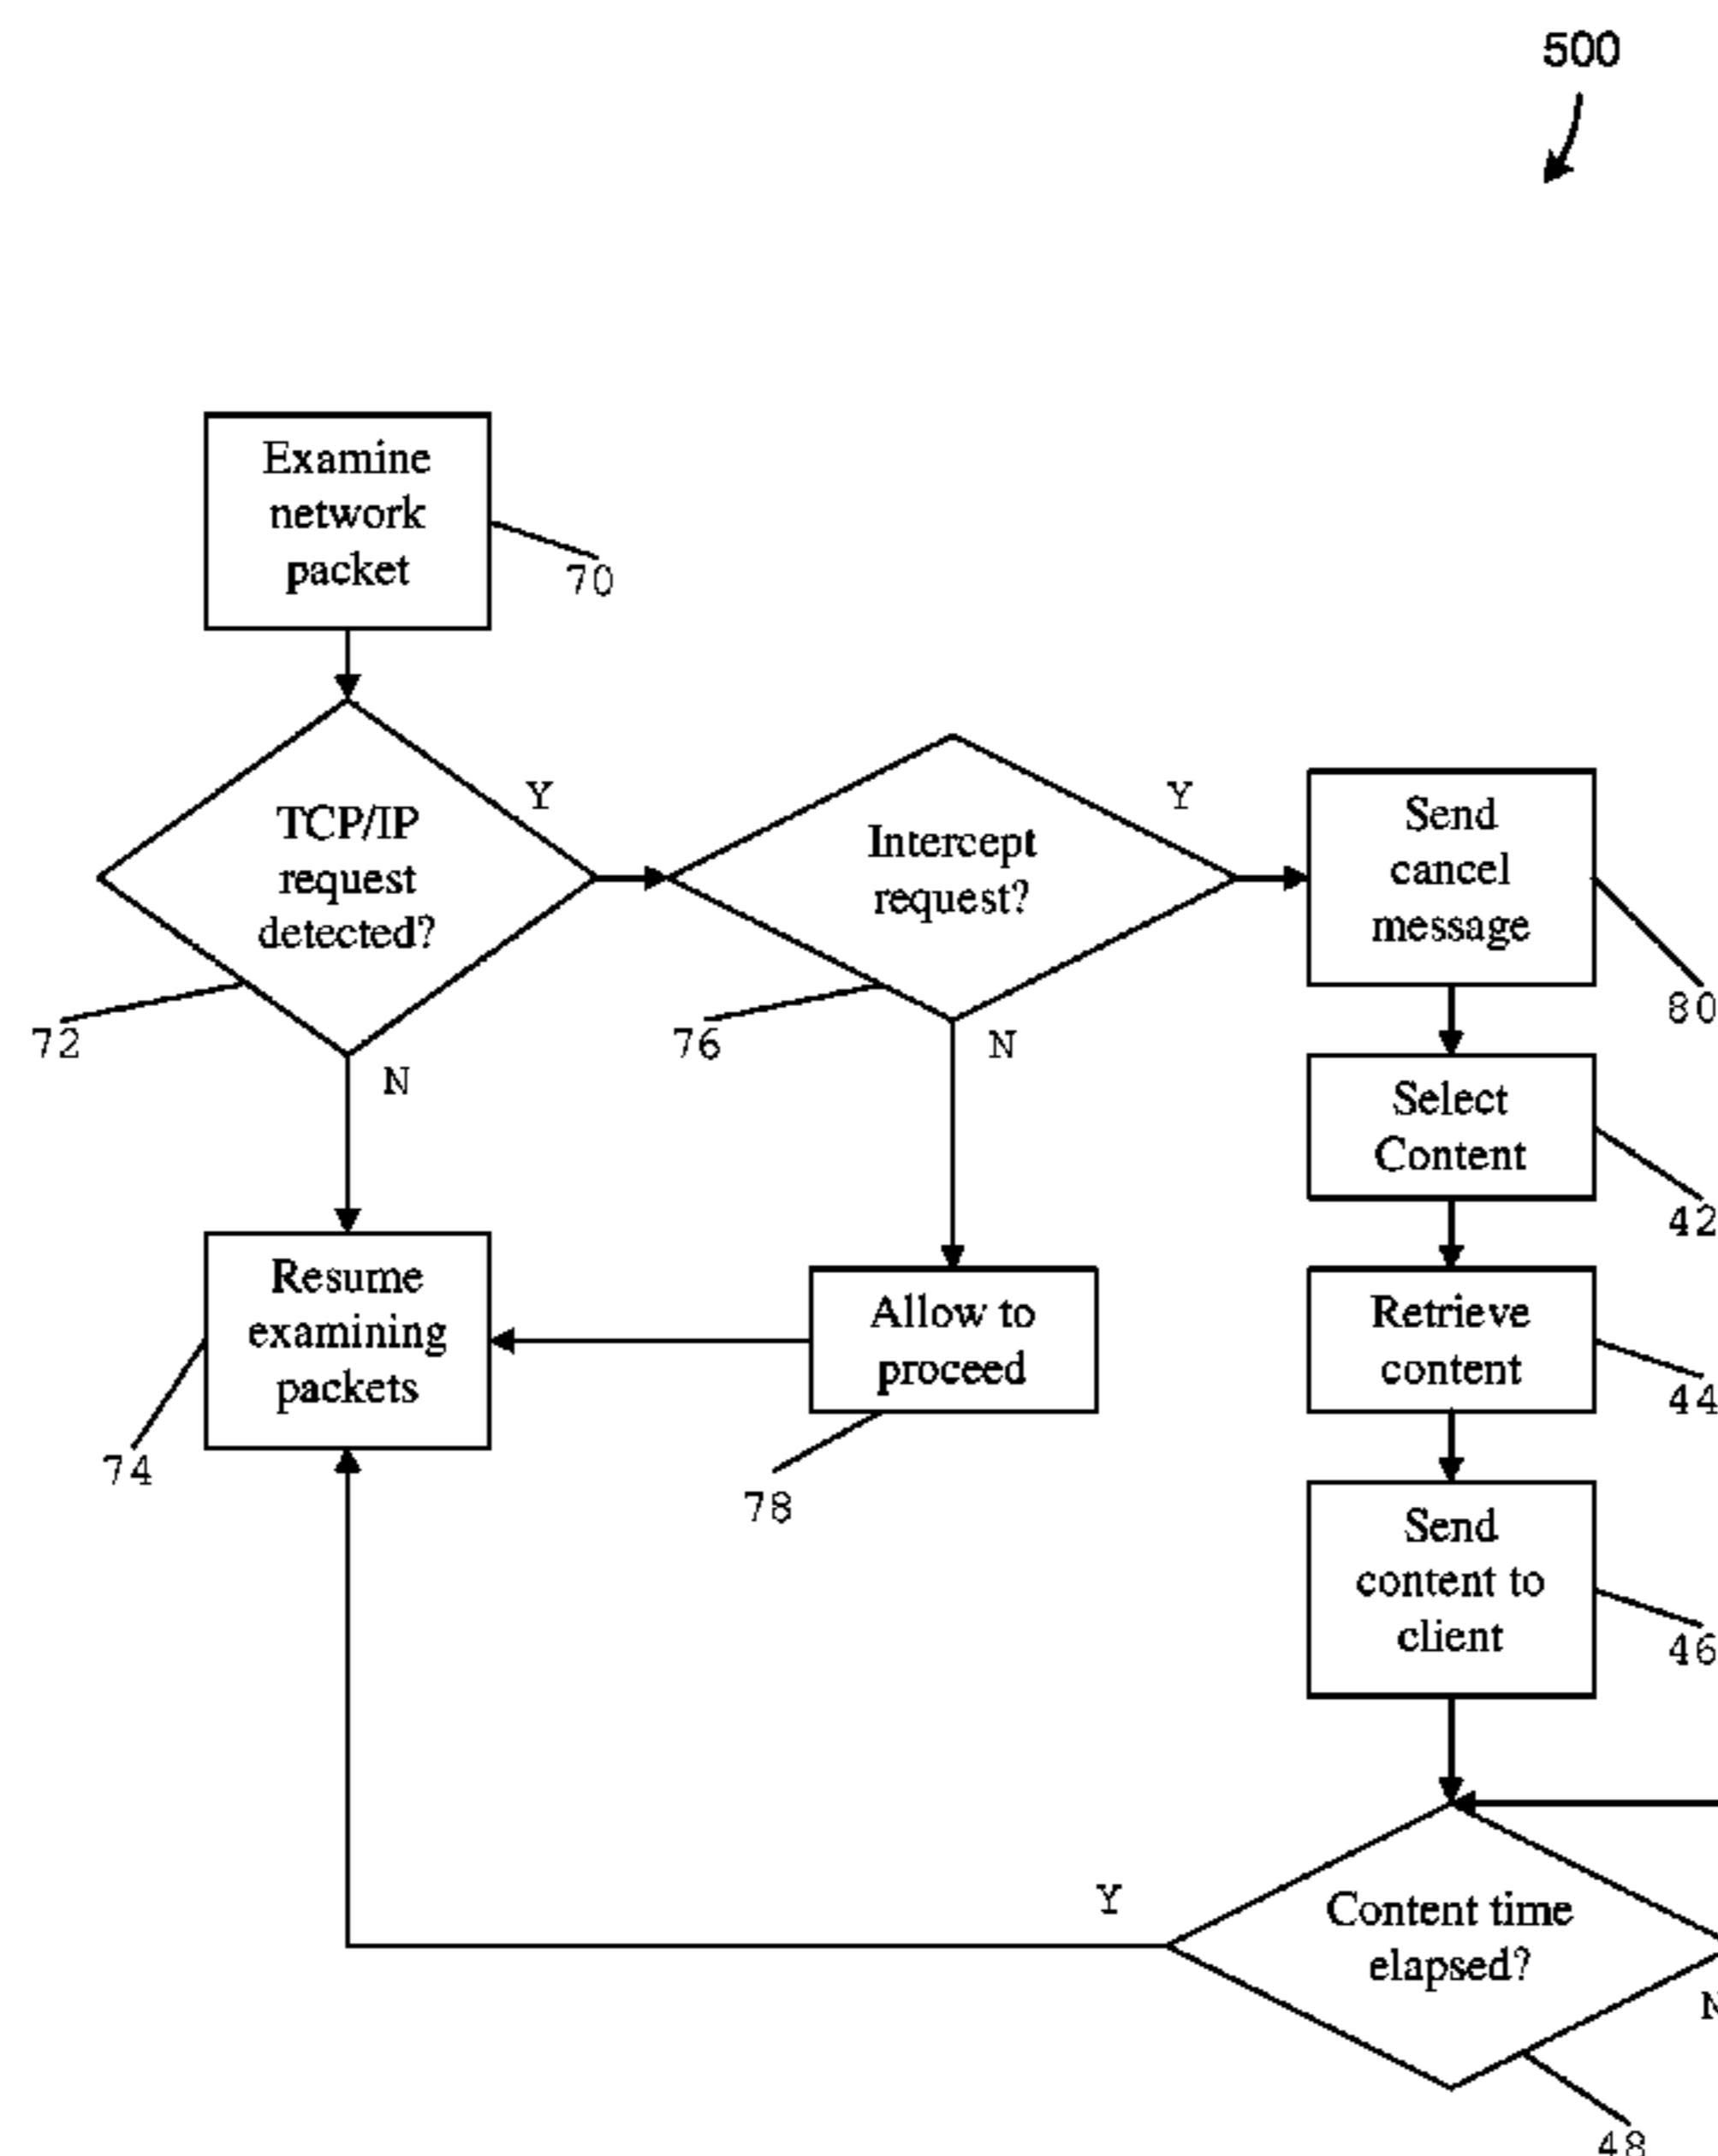 500
Examine
network
packet
70
TCP/IP
request
detected?
Y
72
N
Intercept
request?
Y
76
N
Send
cancel
message
80
Select
Content
42
Resume
examining
packets
74
Allow to
proceed
78
Retrieve
content
44
Send
content to
client
46
Content time
elapsed?
Y
N
48